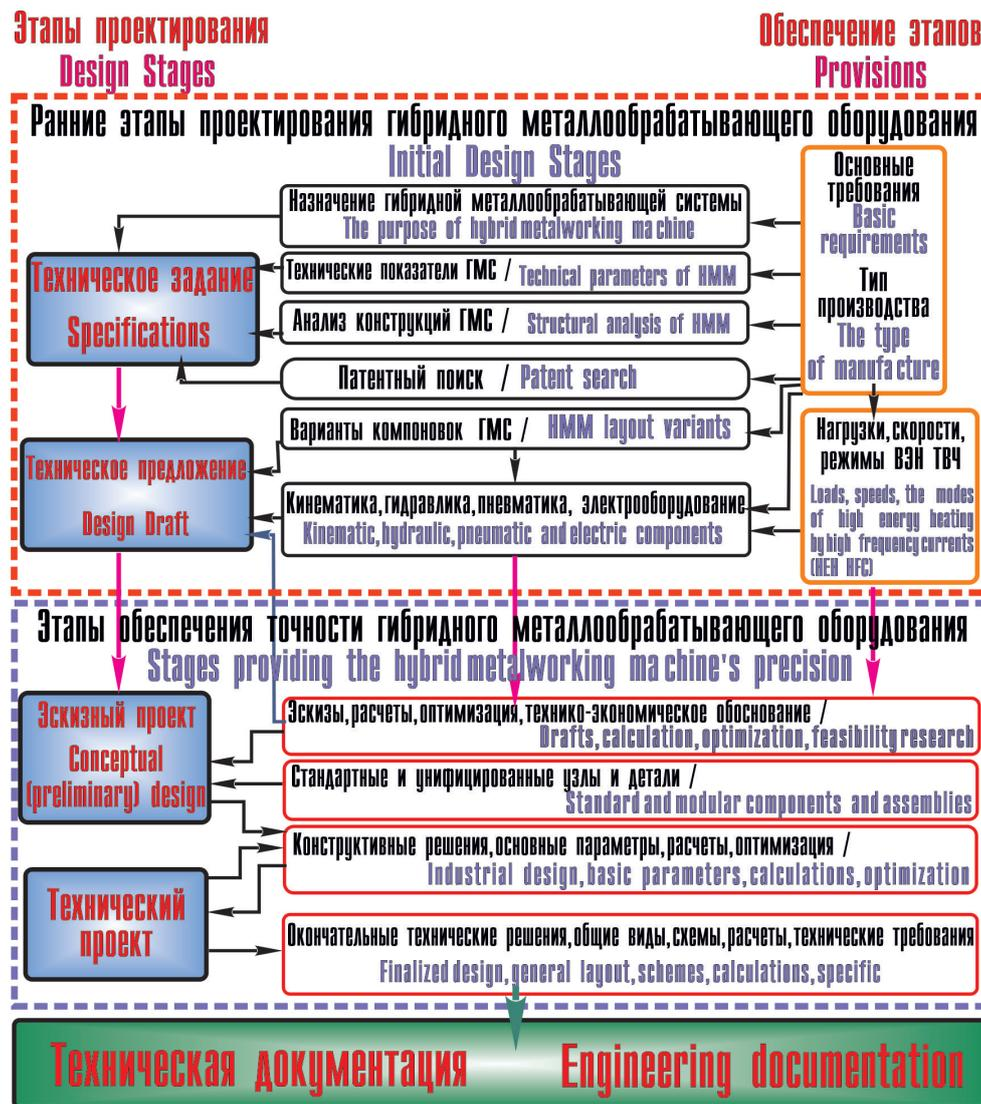 Этапы проектирования
Design Stages
Обеспечение этапов
Provisions
Ранние этапы проектирования гибридного металлообрабатывающего оборудования
Initial Design Stages
Назначение гибридной металлообрабатывающей системы
The purpose of hybrid metalworking machine
Технические показатели ГМС / Technical parameters of HMM
Анализ конструкций ГМС / Structural analysis of HMM
Патентный поиск / Patent search
Варианты компоновок ГМС / HMM layout variants
Кинематика, гидравлика, пневматика, электрооборудование
Kinematic, hydraulic, pneumatic and electric components
Техническое задание
Specifications
Техническое предложение
Design Draft
Основные
требования
Basic
requirements
Тип
производства
The type
of manufacture
Нагрузки, скорости,
режимы ВЭН ТВЧ
Loads, speeds, the modes
of high energy heating
by high frequency currents
(HEH HFC)
Этапы обеспечения точности гибридного металлообрабатывающего оборудования
Stages providing the hybrid metalworking machine's precision
Эскизный проект
Conceptual
(preliminary) design
Эскизы, расчеты, оптимизация, технико-экономическое обоснование /
Drafts, calculation, optimization, feasibility research
Стандартные и унифицированные узлы и детали /
Standard and modular components and assemblies
Конструктивные решения, основные параметры, расчеты, оптимизация /
Industrial design, basic parameters, calculations, optimization
Технический
проект
Окончательные технические решения, общие виды, схемы, расчеты, технические требования
Finalized design, general layout, schemes, calculations, specific
Техническая документация Engineering documentation